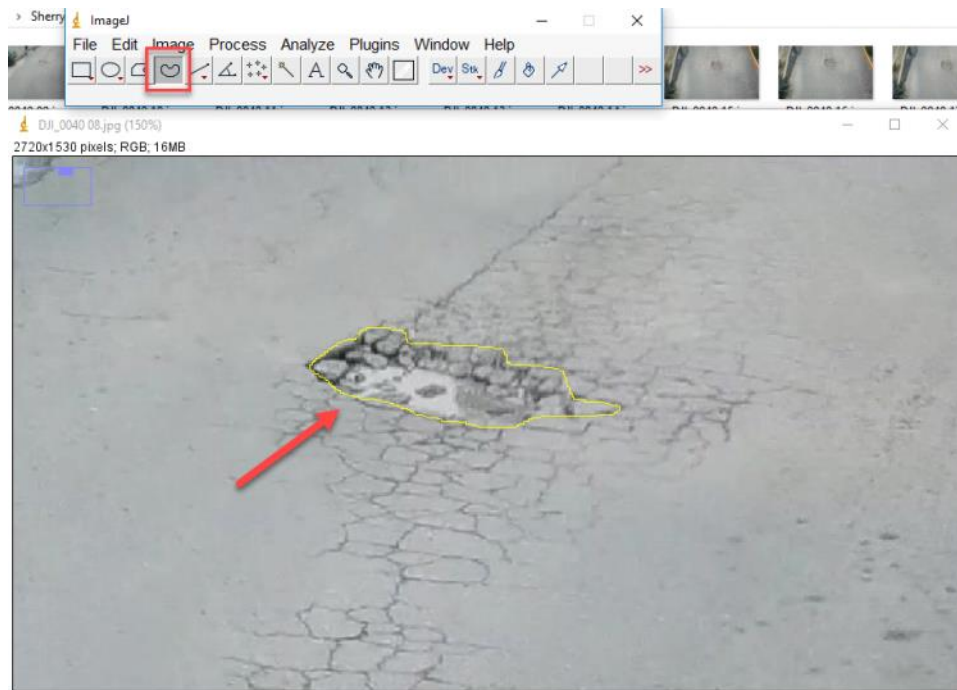 > Sherry
ImageJ
File Edit Image Process Analyze Plugins Window Help
A Dev Stk >>
DJI_0040 08.jpg (150%)
2720x1530 pixels; RGB; 16MB